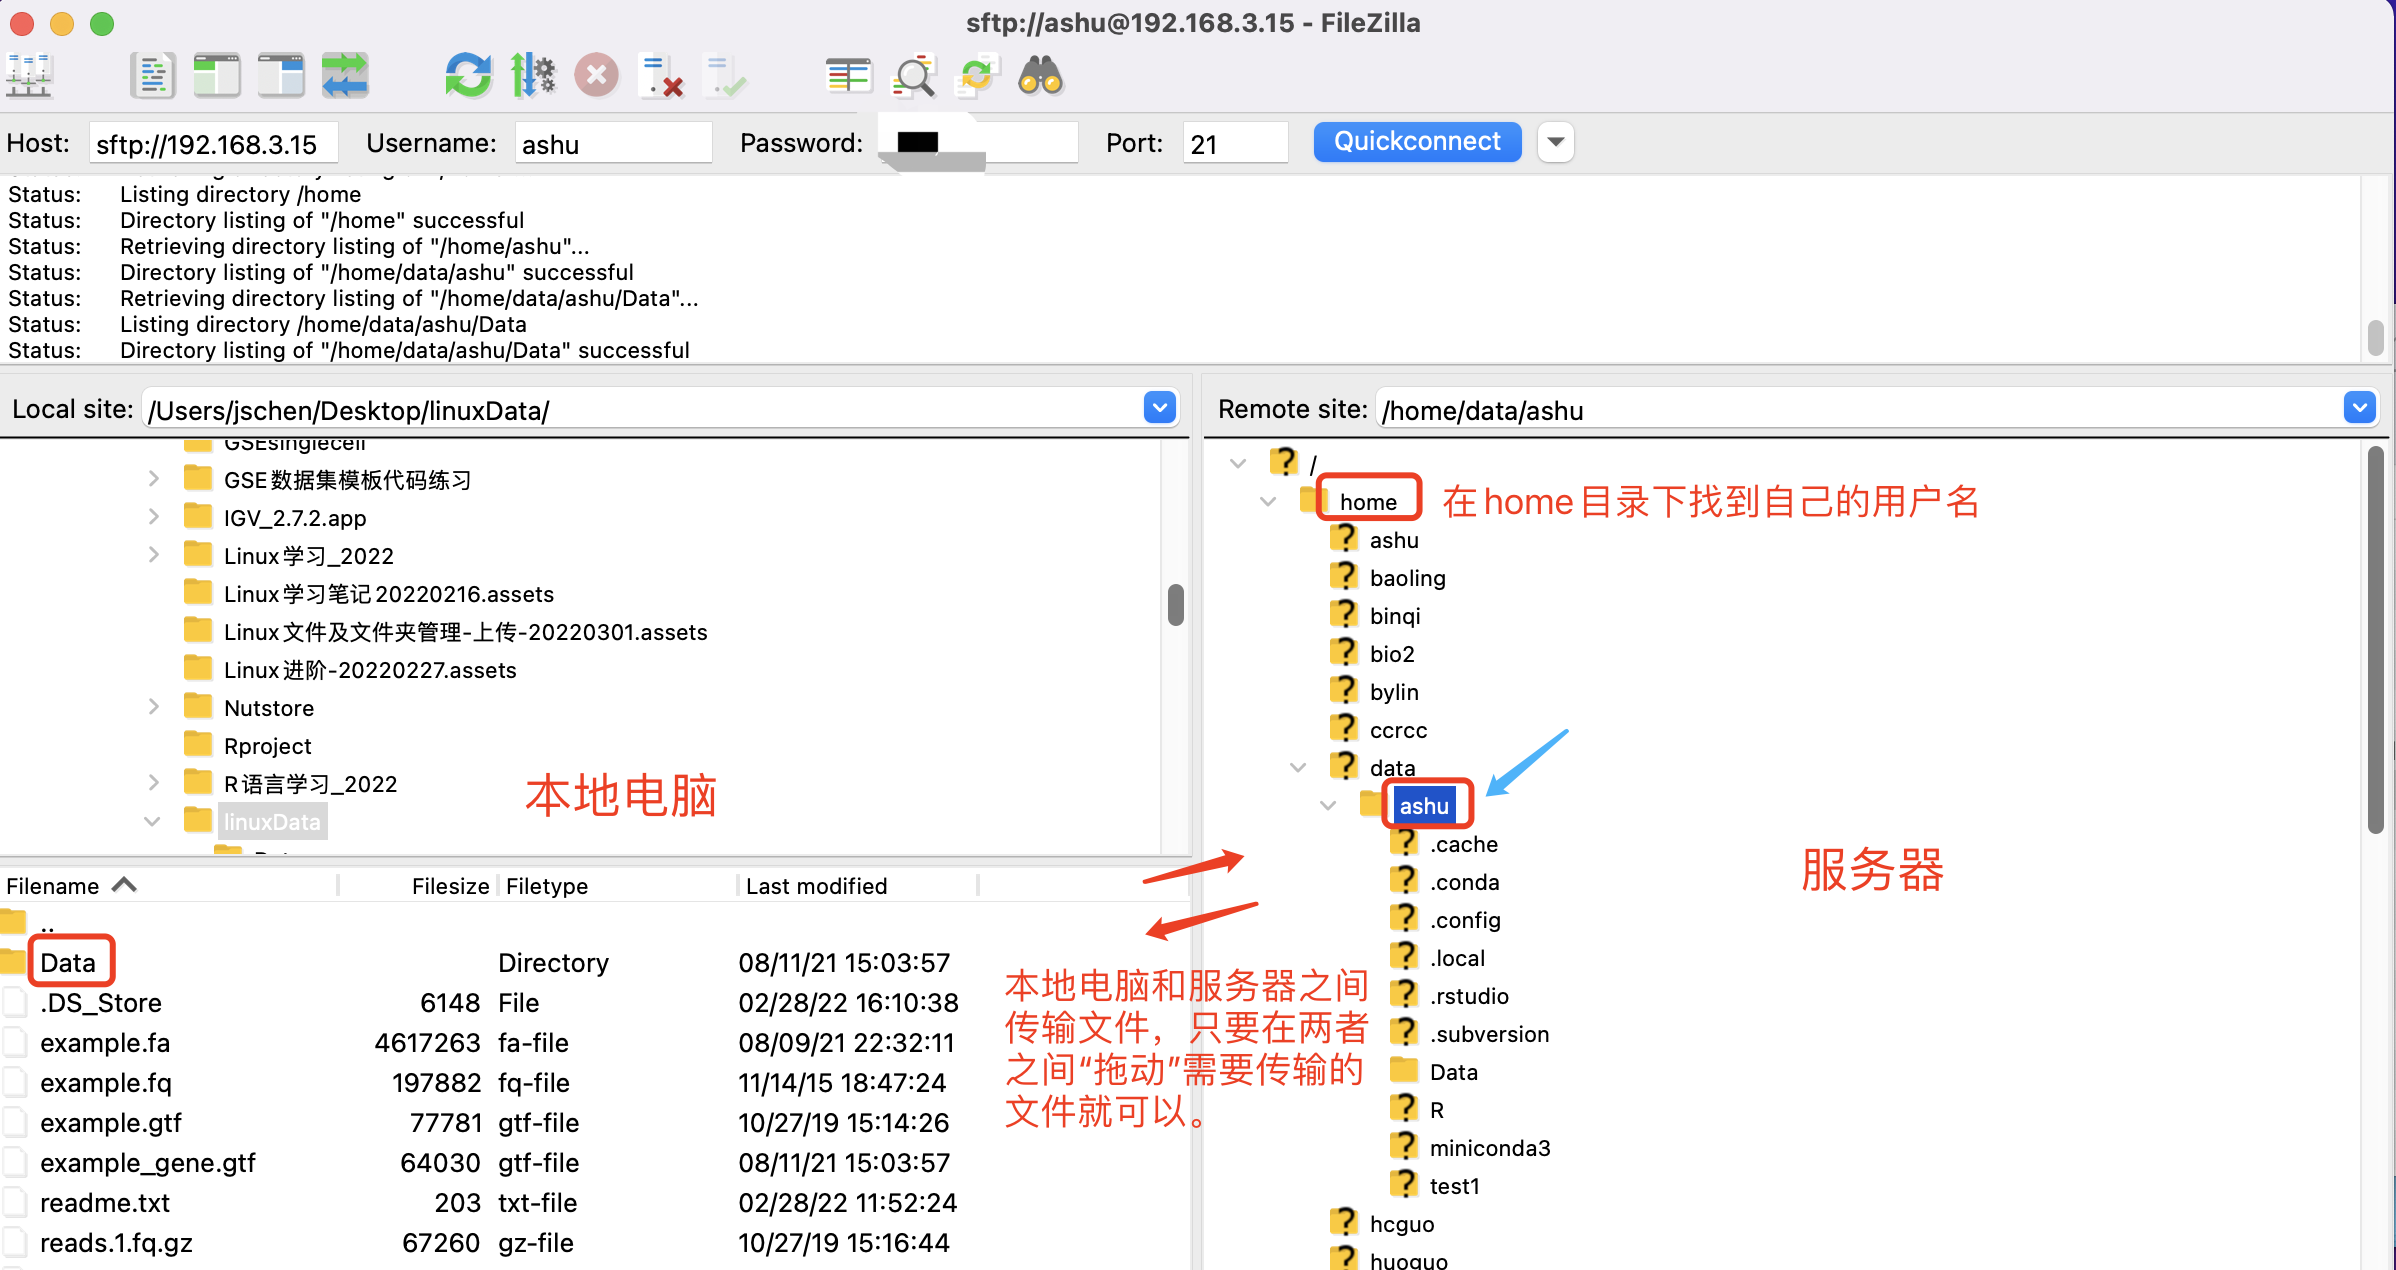 sftp://ashu@192.168.3.15 - FileZilla
Host: sftp://192.168.3.15 Username: ashu Password: Port: 21 Quickconnect
Status: Listing directory /home
Status: Directory listing of "/home" successful
Status: Retrieving directory listing of "/home/ashu"...
Status: Directory listing of "/home/data/ashu" successful
Status: Retrieving directory listing of "/home/data/ashu/Data"...
Status: Listing directory /home/data/ashu/Data
Status: Directory listing of "/home/data/ashu/Data" successful
Local site: /Users/jschen/Desktop/linuxData/
GSEsinglecell
GSE数据集模板代码练习
IGV_2.7.2.app
Linux学习_2022
Linux学习笔记20220216.assets
Linux文件及文件夹管理-上传-20220301.assets
Linux进阶-20220227.assets
Nutstore
Rproject
R语言学习_2022
linuxData
本地电脑
Filename Filesize Filetype Last modified
..
Data Directory 08/11/21 15:03:57
.DS_Store 6148 File 02/28/22 16:10:38
example.fa 4617263 fa-file 08/09/21 22:32:11
example.fq 197882 fq-file 11/14/15 18:47:24
example.gtf 77781 gtf-file 10/27/19 15:14:26
example_gene.gtf 64030 gtf-file 08/11/21 15:03:57
readme.txt 203 txt-file 02/28/22 11:52:24
reads.1.fq.gz 67260 gz-file 10/27/19 15:16:44
本地电脑和服务器之间
传输文件，只要在两者
之间“拖动”需要传输的
文件就可以。
Remote site: /home/data/ashu
/
home
在home目录下找到自己的用户名
ashu
baoling
binqi
bio2
bylin
ccrcc
data
ashu
.cache
.conda
.config
.local
.rstudio
.subversion
Data
R
miniconda3
test1
hcguo
huoguo
服务器